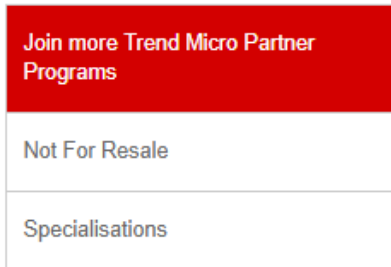 Join more Trend Micro Partner
Programs
Not For Resale
Specialisations